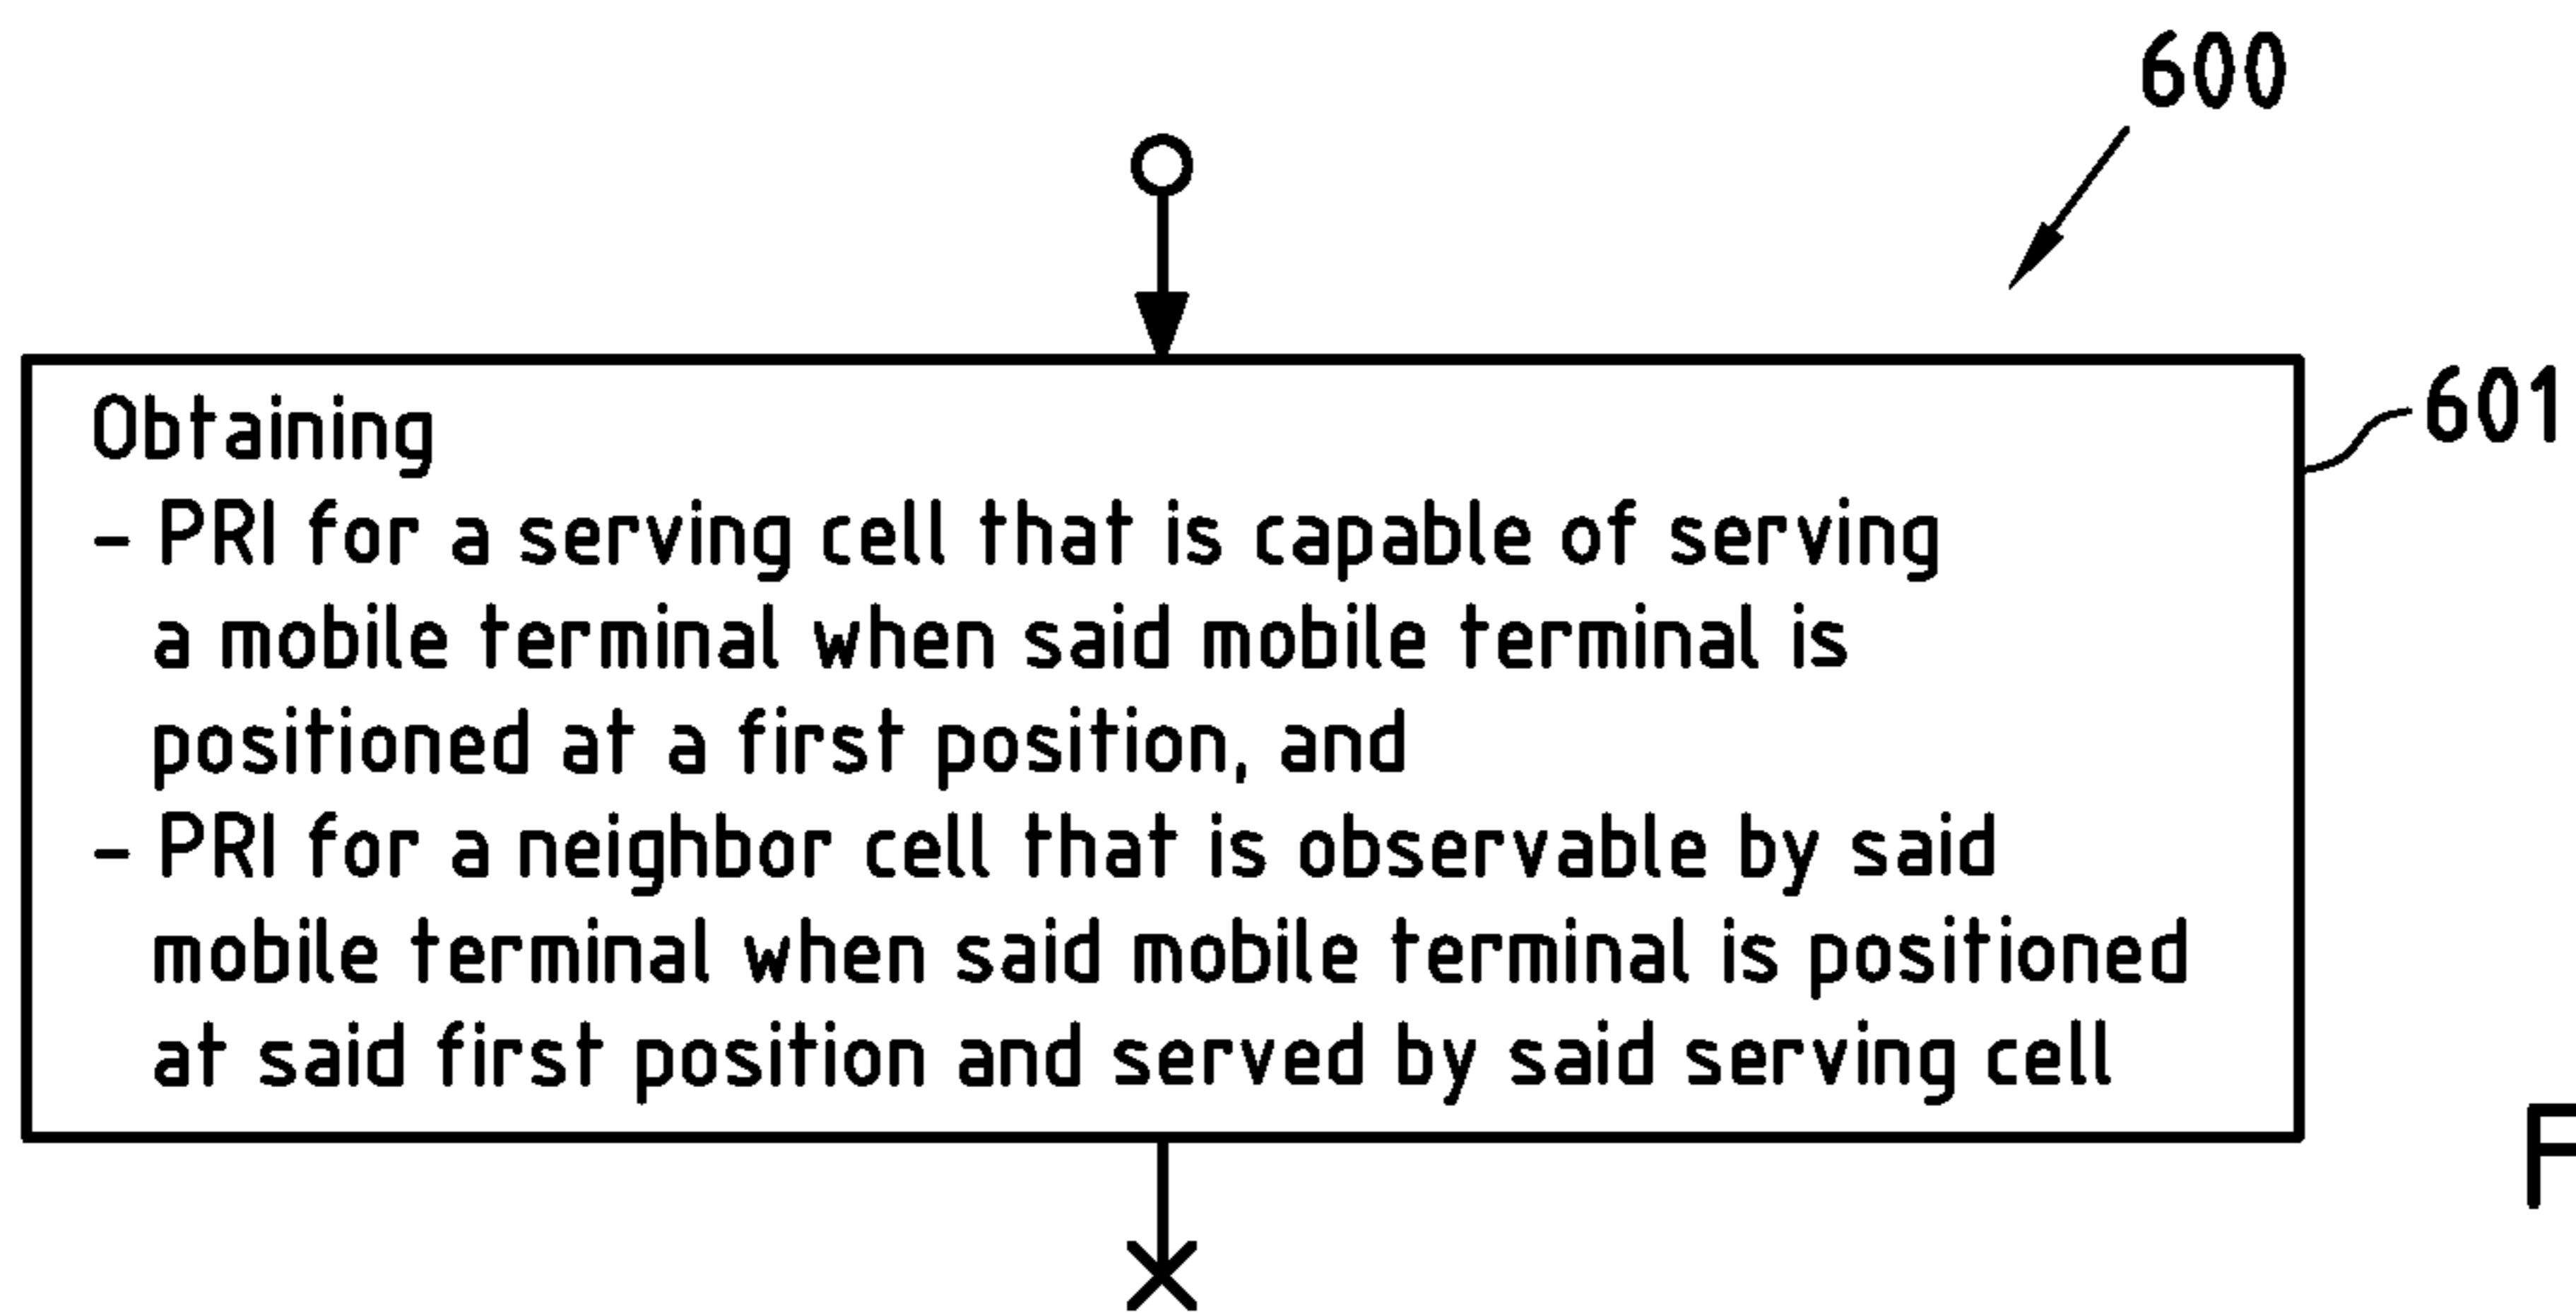 600
601
Obtaining
- PRI for a serving cell that is capable of serving
a mobile terminal when said mobile terminal is
positioned at a first position, and
- PRI for a neighbor cell that is observable by said
mobile terminal when said mobile terminal is positioned
at said first position and served by said serving cell
F